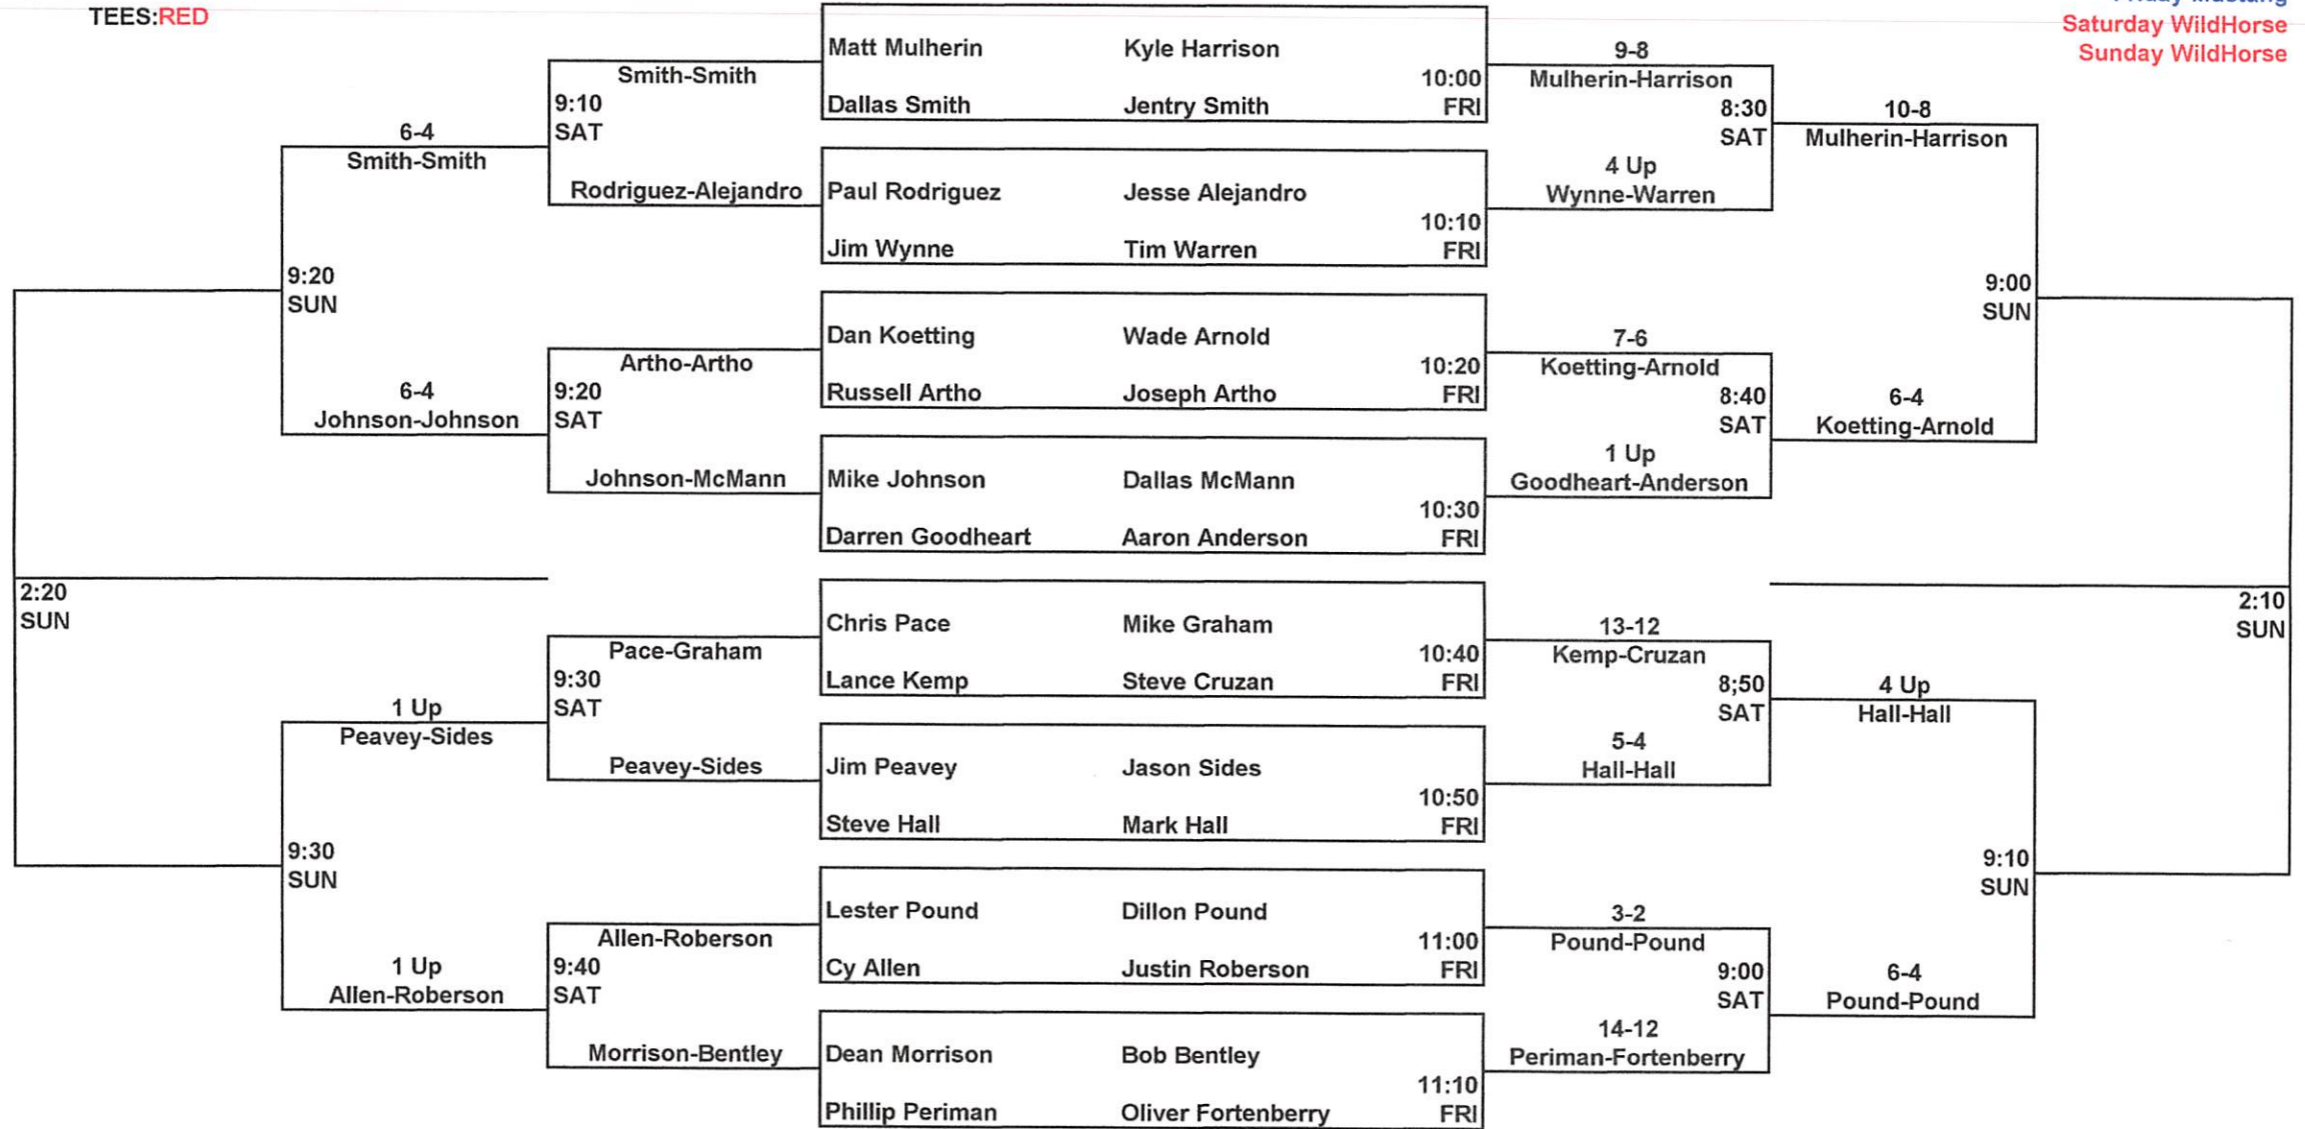 TEES:RED
Friday Mustang
Saturday WildHorse
Sunday WildHorse
Smith-Smith
9:10
SAT
Rodriguez-Alejandro
6-4
Smith-Smith
9:20
SUN
Artho-Artho
9:20
SAT
Johnson-McMann
6-4
Johnson-Johnson
2:20
SUN
Pace-Graham
9:30
SAT
Peavey-Sides
1 Up
Peavey-Sides
9:30
SUN
Allen-Roberson
9:40
SAT
Morrison-Bentley
1 Up
Allen-Roberson
Matt Mulherin Kyle Harrison
10:00
Dallas Smith Jentry Smith FRI
Paul Rodriguez Jesse Alejandro
10:10
Jim Wynne Tim Warren FRI
Dan Koetting Wade Arnold
10:20
Russell Artho Joseph Artho FRI
Mike Johnson Dallas McMann
10:30
Darren Goodheart Aaron Anderson FRI
Chris Pace Mike Graham
10:40
Lance Kemp Steve Cruzan FRI
Jim Peavey Jason Sides
10:50
Steve Hall Mark Hall FRI
Lester Pound Dillon Pound
11:00
Cy Allen Justin Roberson FRI
Dean Morrison Bob Bentley
11:10
Phillip Periman Oliver Fortenberry FRI
9-8
Mulherin-Harrison
8:30
SAT
4 Up
Wynne-Warren
10-8
Mulherin-Harrison
9:00
SUN
7-6
Koetting-Arnold
8:40
SAT
1 Up
Goodheart-Anderson
6-4
Koetting-Arnold
2:10
SUN
13-12
Kemp-Cruzan
8;50
SAT
5-4
Hall-Hall
4 Up
Hall-Hall
9:10
SUN
3-2
Pound-Pound
9:00
SAT
14-12
Periman-Fortenberry
6-4
Pound-Pound